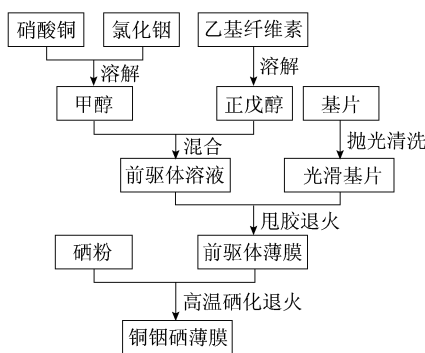 硝酸铜 氯化铟 乙基纤维素
溶解 溶解
甲醇 正戊醇 基片
混合 抛光清洗
前驱体溶液 光滑基片
甩胶退火
硒粉 前驱体薄膜
高温硒化退火
铜铟硒薄膜